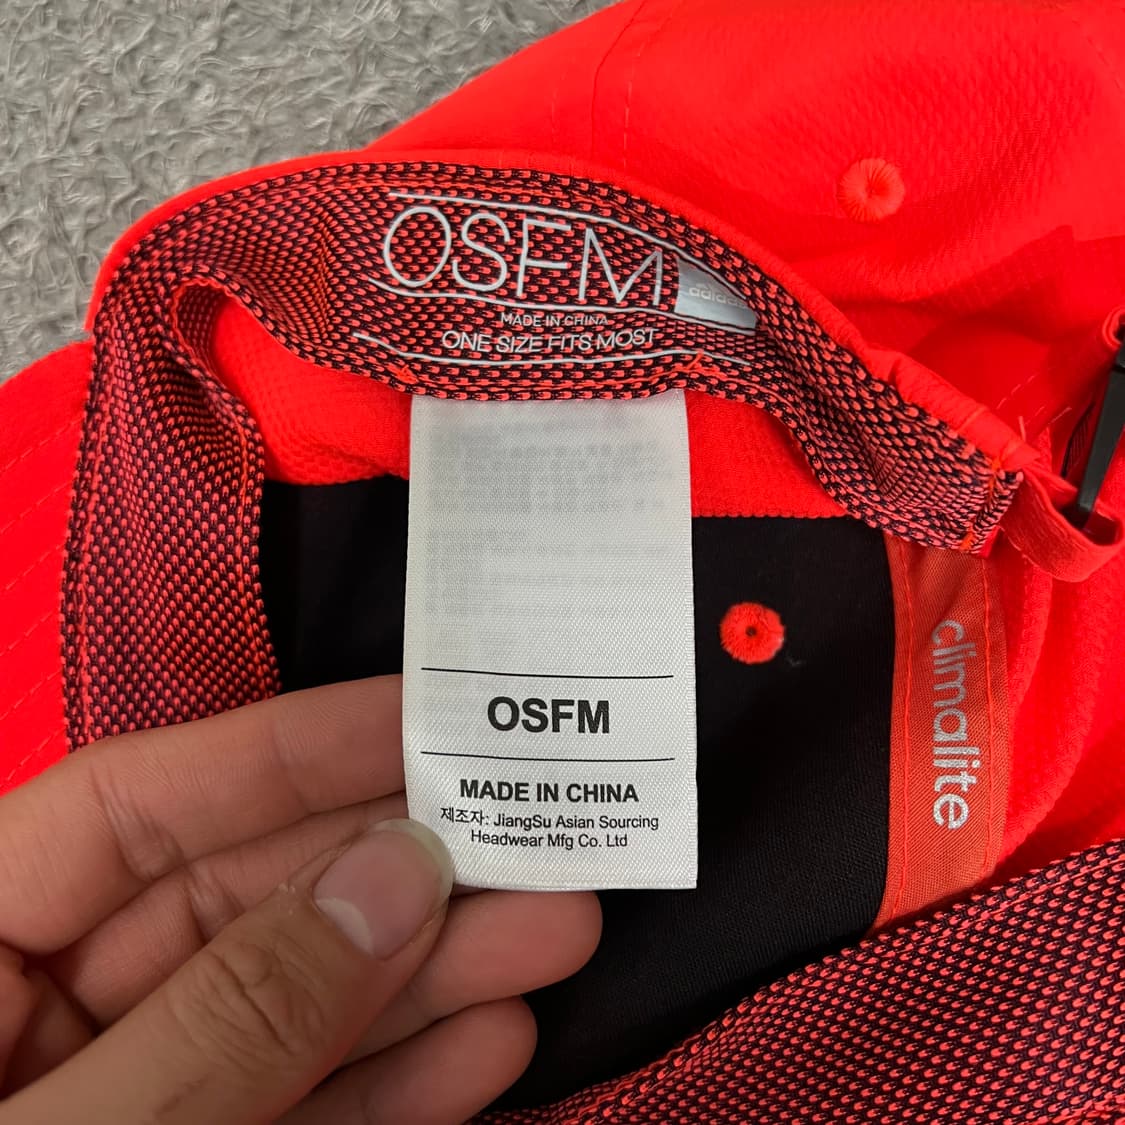 OSFM
adidas
MADE IN CHINA
ONE SIZE FITS MOST
OSFM
MADE IN CHINA
제조자: JiangSu Asian Sourcing
Headwear Mfg Co. Ltd
climalite